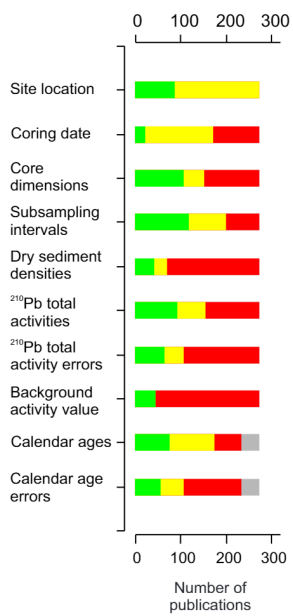 0 100 200 300
Site location
Coring date
Core
dimensions
Subsampling
intervals
Dry sediment
densities
²¹⁰Pb total
activities
²¹⁰Pb total
activity errors
Background
activity value
Calendar ages
Calendar age
errors
0 100 200 300
Number of
publications